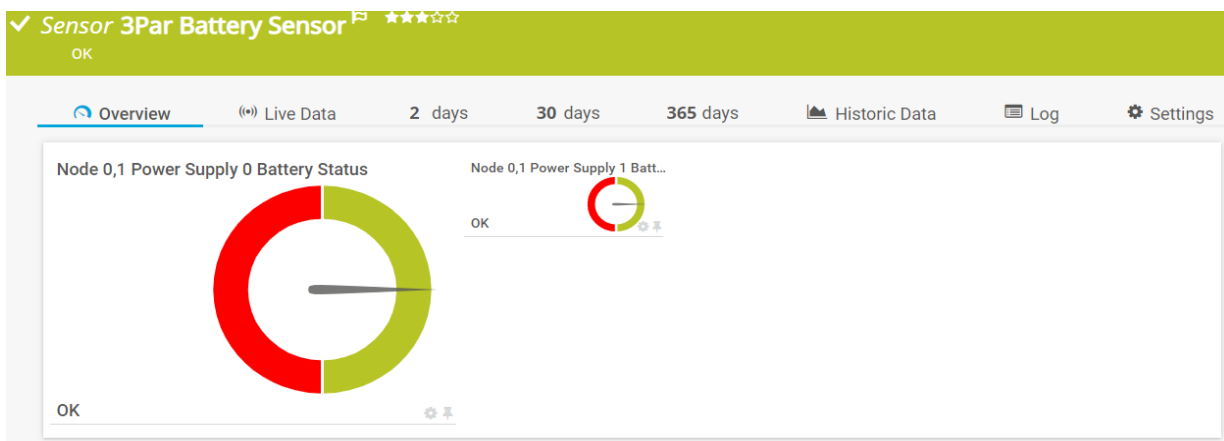 Sensor 3Par Battery Sensor
OK
Overview
Live Data
2 days
30 days
365 days
Historic Data
Log
Settings
Node 0,1 Power Supply 0 Battery Status
OK
Node 0,1 Power Supply 1 Batt...
OK